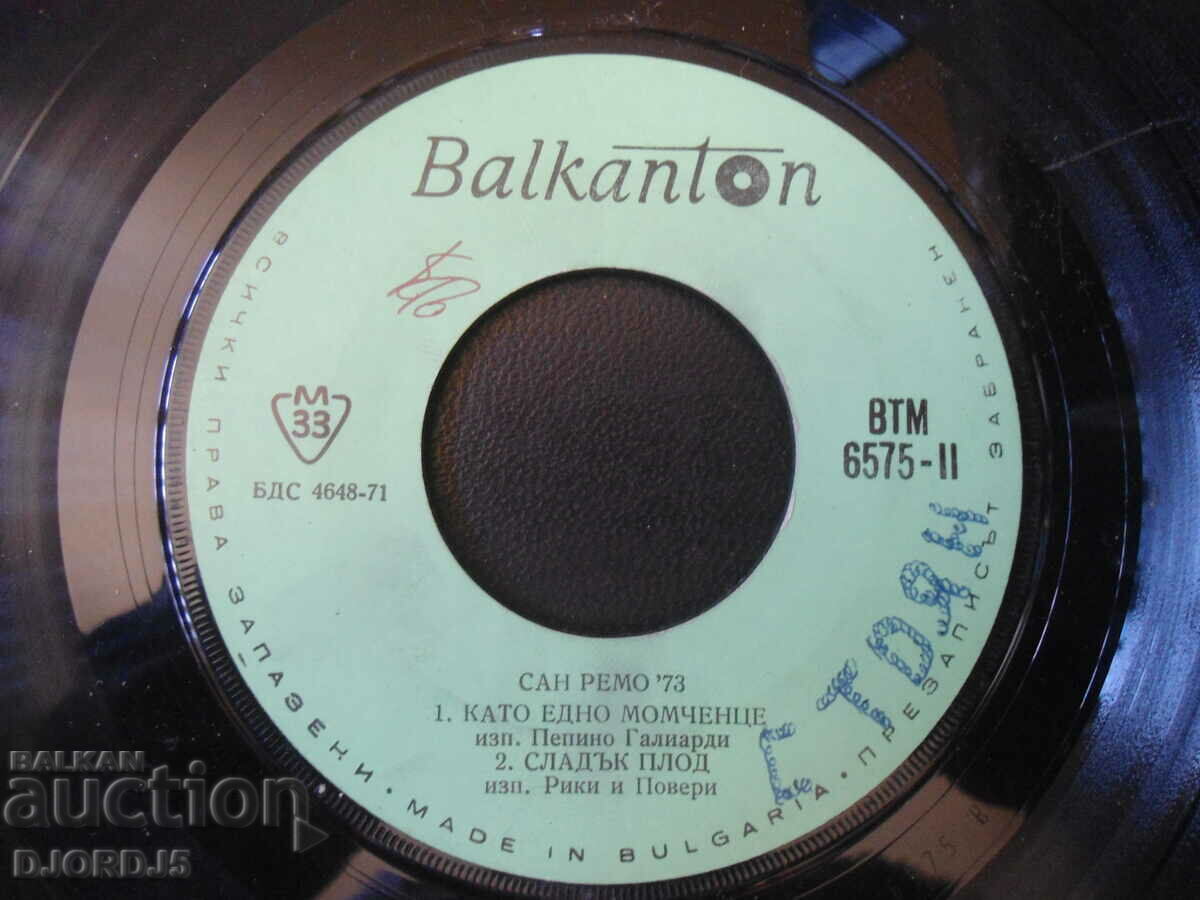 Balkanton
M
33
БДС 4648-71
ВТМ
6575-II
САН РЕМО '73
1. КАТО ЕДНО МОМЧЕНЦЕ
изп. Пепино Галиарди
2. СЛАДЪК ПЛОД
изп. Рики и Повери
ВСИЧКИ ПРАВА ЗАПАЗЕНИ · MADE IN BULGARIA · ПРЕЗАПИСЪТ ЗАБРАНЕН
СТОЯН
BALKAN
auction
DJORDJ5